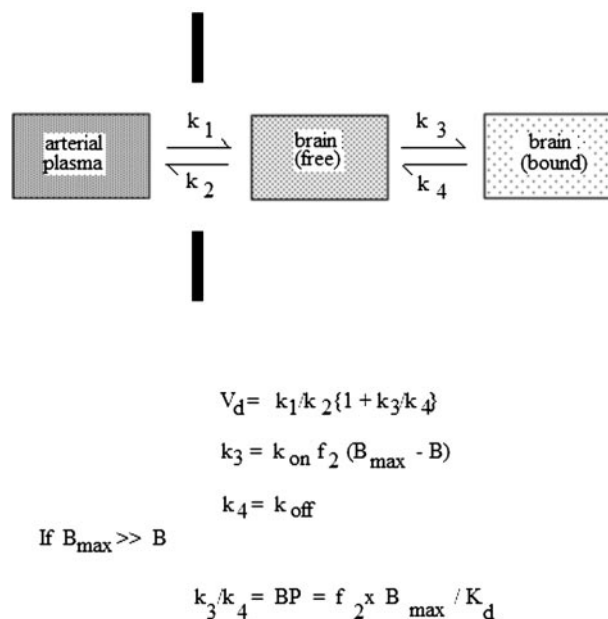 arterial
plasma
k1
k2
brain
(free)
k3
k4
brain
(bound)
Vd = k1/k2{1 + k3/k4}
k3 = kon f2 (Bmax - B)
k4 = koff
If Bmax >> B
k3/k4 = BP = f2 x Bmax / Kd